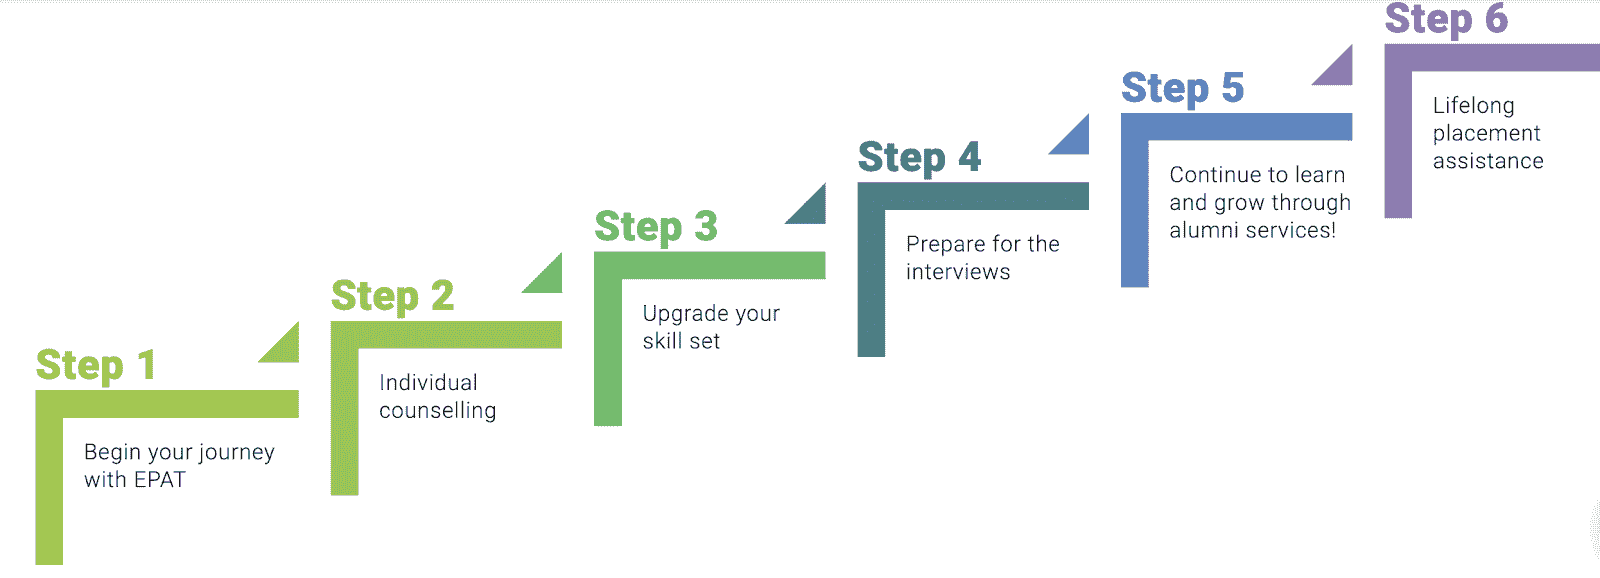 Step 1
Begin your journey
with EPAT
Step 2
Individual
counselling
Step 3
Upgrade your
skill set
Step 4
Prepare for the
interviews
Step 5
Continue to learn
and grow through
alumni services!
Step 6
Lifelong
placement
assistance